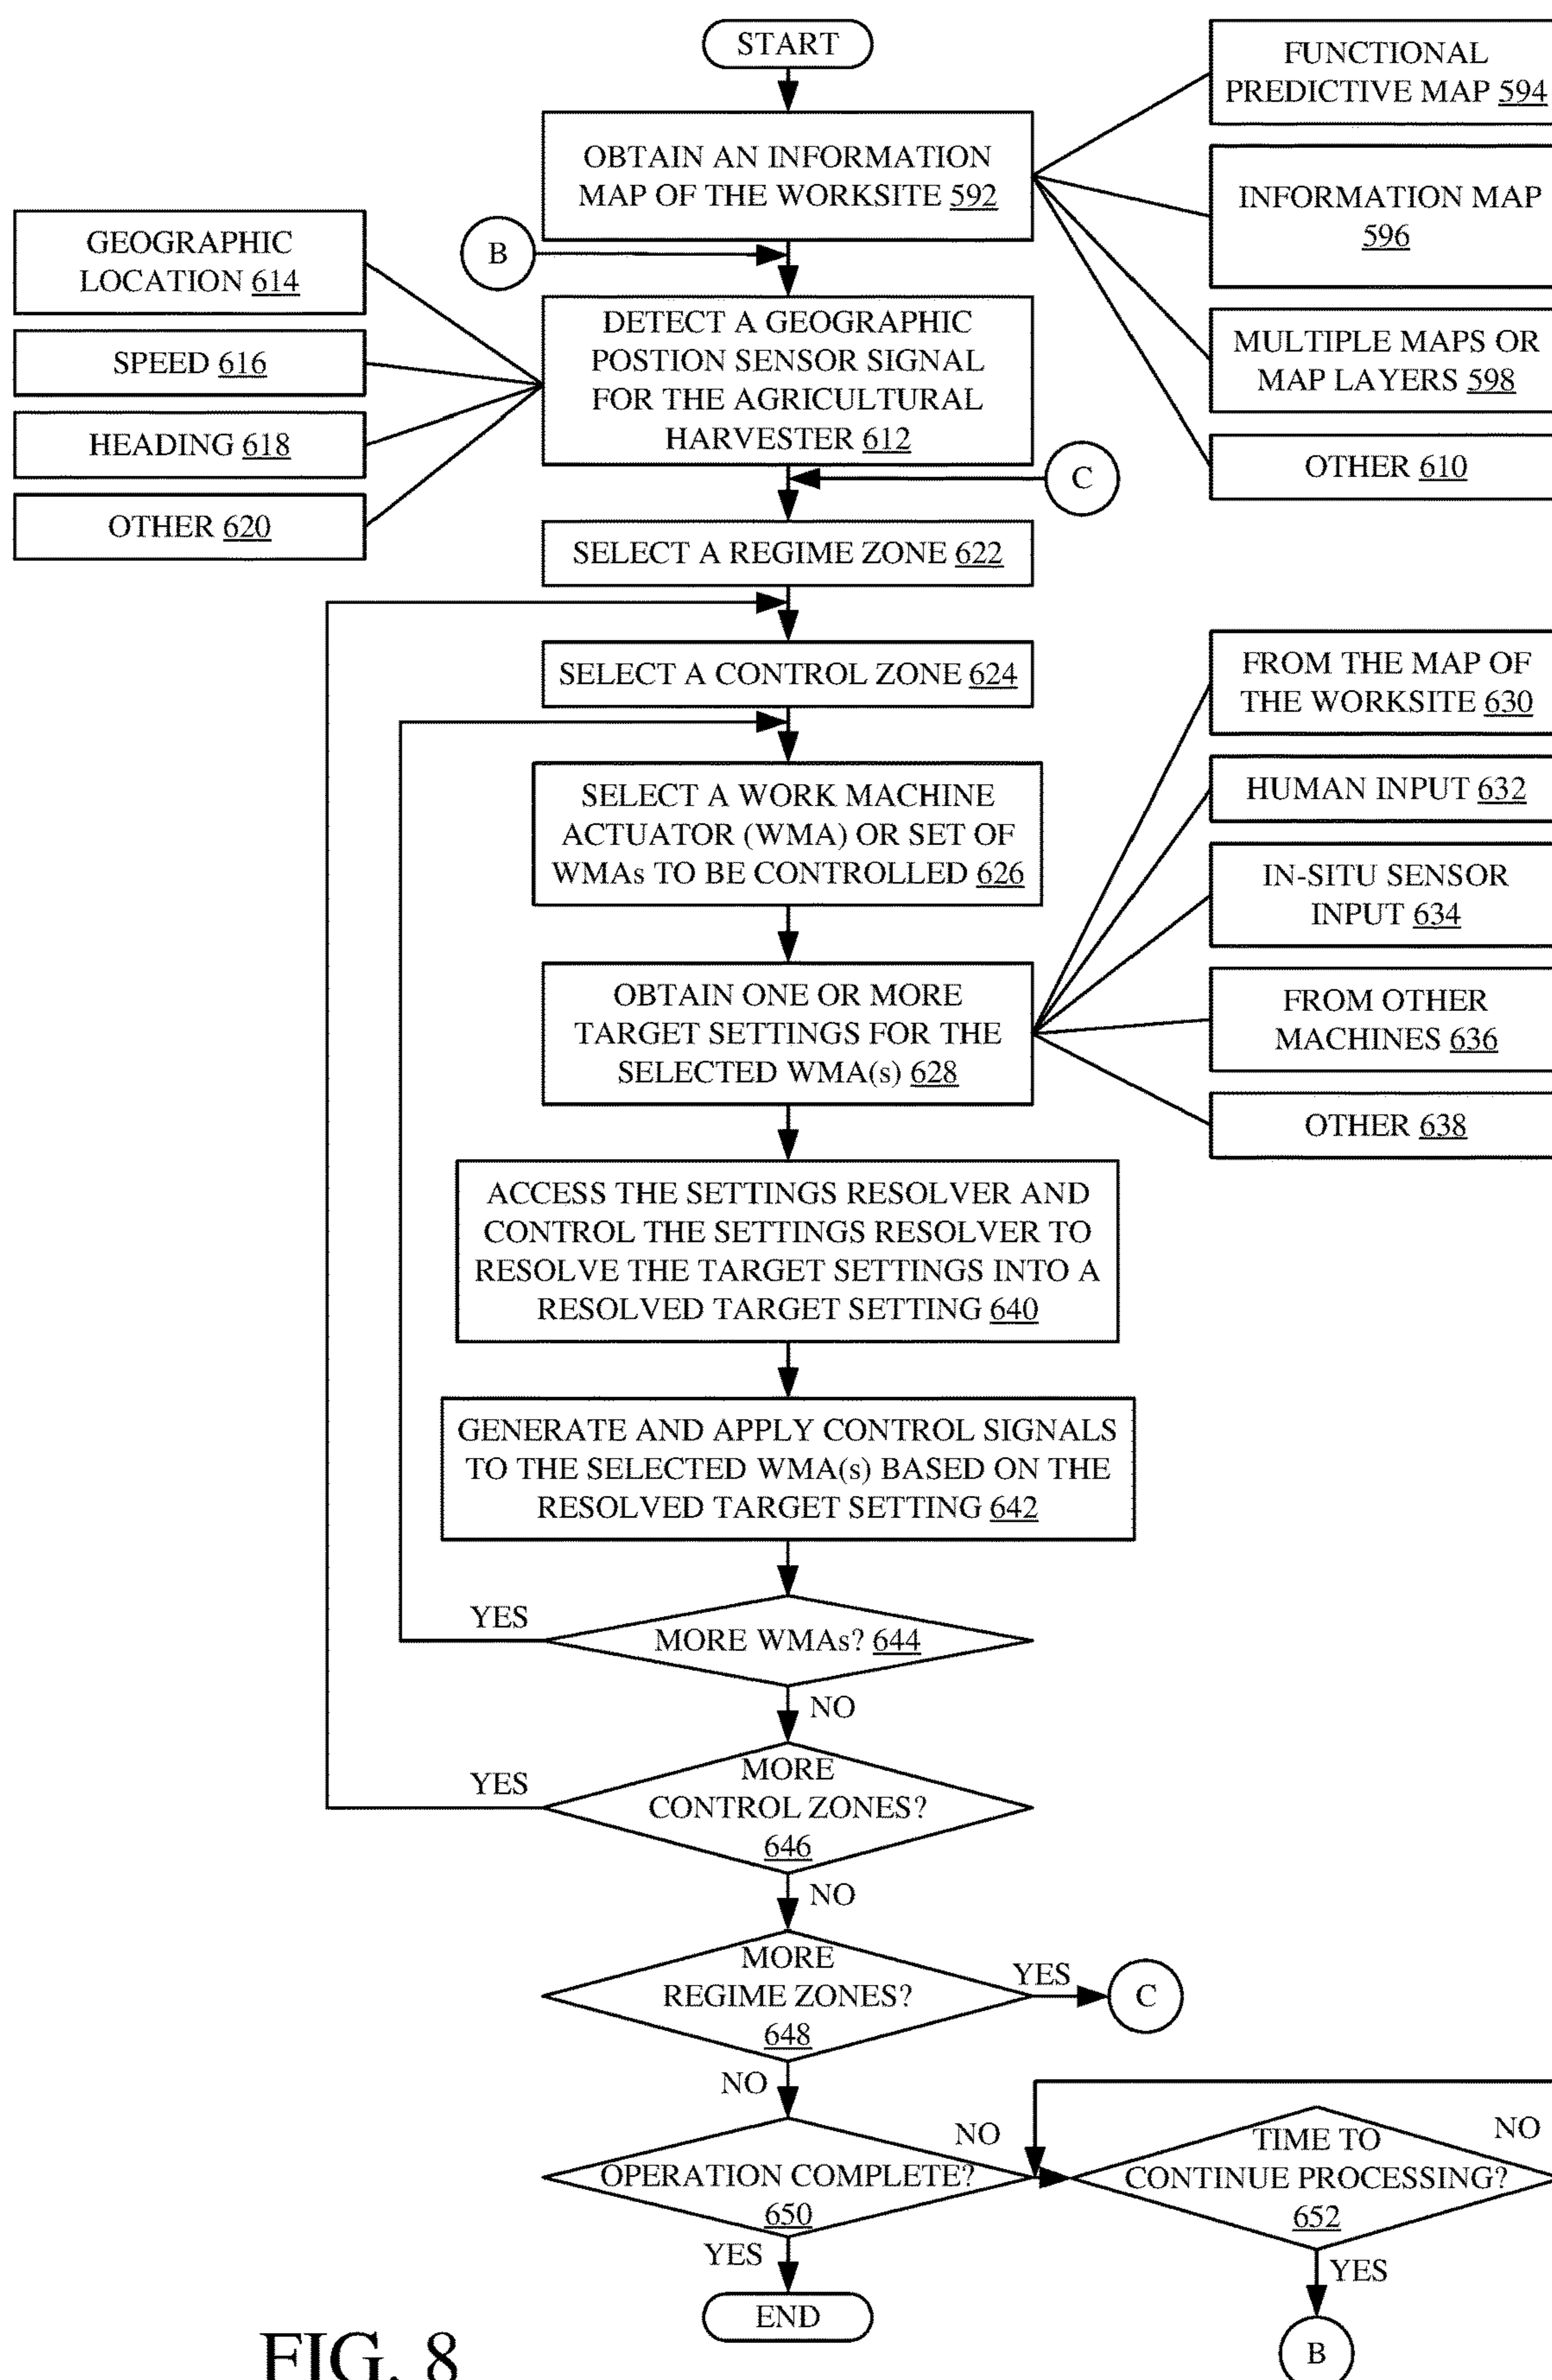 START
OBTAIN AN INFORMATION
MAP OF THE WORKSITE 592
FUNCTIONAL
PREDICTIVE MAP 594
INFORMATION MAP
596
MULTIPLE MAPS OR
MAP LAYERS 598
OTHER 610
B
GEOGRAPHIC
LOCATION 614
SPEED 616
HEADING 618
OTHER 620
DETECT A GEOGRAPHIC
POSTION SENSOR SIGNAL
FOR THE AGRICULTURAL
HARVESTER 612
C
SELECT A REGIME ZONE 622
SELECT A CONTROL ZONE 624
SELECT A WORK MACHINE
ACTUATOR (WMA) OR SET OF
WMAs TO BE CONTROLLED 626
OBTAIN ONE OR MORE
TARGET SETTINGS FOR THE
SELECTED WMA(s) 628
FROM THE MAP OF
THE WORKSITE 630
HUMAN INPUT 632
IN-SITU SENSOR
INPUT 634
FROM OTHER
MACHINES 636
OTHER 638
ACCESS THE SETTINGS RESOLVER AND
CONTROL THE SETTINGS RESOLVER TO
RESOLVE THE TARGET SETTINGS INTO A
RESOLVED TARGET SETTING 640
GENERATE AND APPLY CONTROL SIGNALS
TO THE SELECTED WMA(s) BASED ON THE
RESOLVED TARGET SETTING 642
YES
MORE WMAs? 644
NO
YES
MORE
CONTROL ZONES?
646
NO
MORE
REGIME ZONES?
648
YES
C
NO
OPERATION COMPLETE?
650
NO
TIME TO
CONTINUE PROCESSING?
652
NO
YES
END
YES
B
FIG. 8